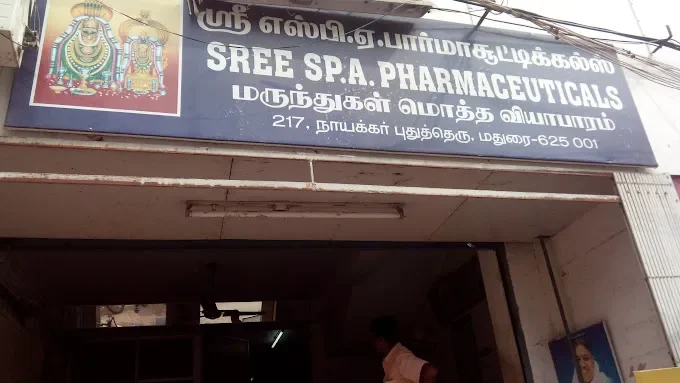 ஸ்ரீ எஸ்பி.ஏ.பார்மாசூட்டிக்கல்ஸ்
SREE SP.A. PHARMACEUTICALS
மருந்துகள் மொத்த வியாபாரம்
217, நாயக்கர் புதுத்தெரு, மதுரை-625 001